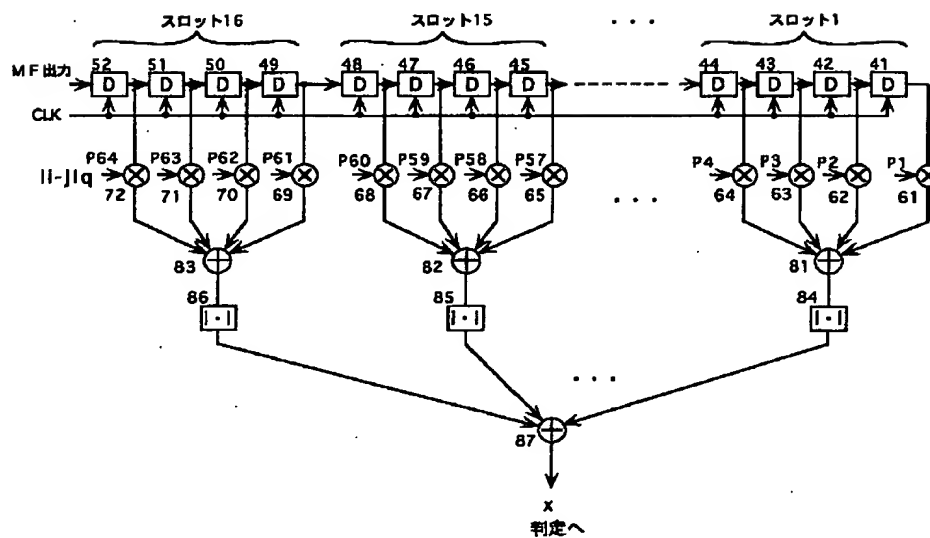 スロット16 スロット15 ・・・ スロット1
52 51 50 49 48 47 46 45 44 43 42 41
MF出力 D D D D D D D D D D D D
CLK
P64 P63 P62 P61 P60 P59 P58 P57 P4 P3 P2 P1
Ii-jIq
72 71 70 69 68 67 66 65 ・・・ 64 63 62 61
83 82 81
86 85 84
|・| |・| |・|
・・・
87
x
判定へ